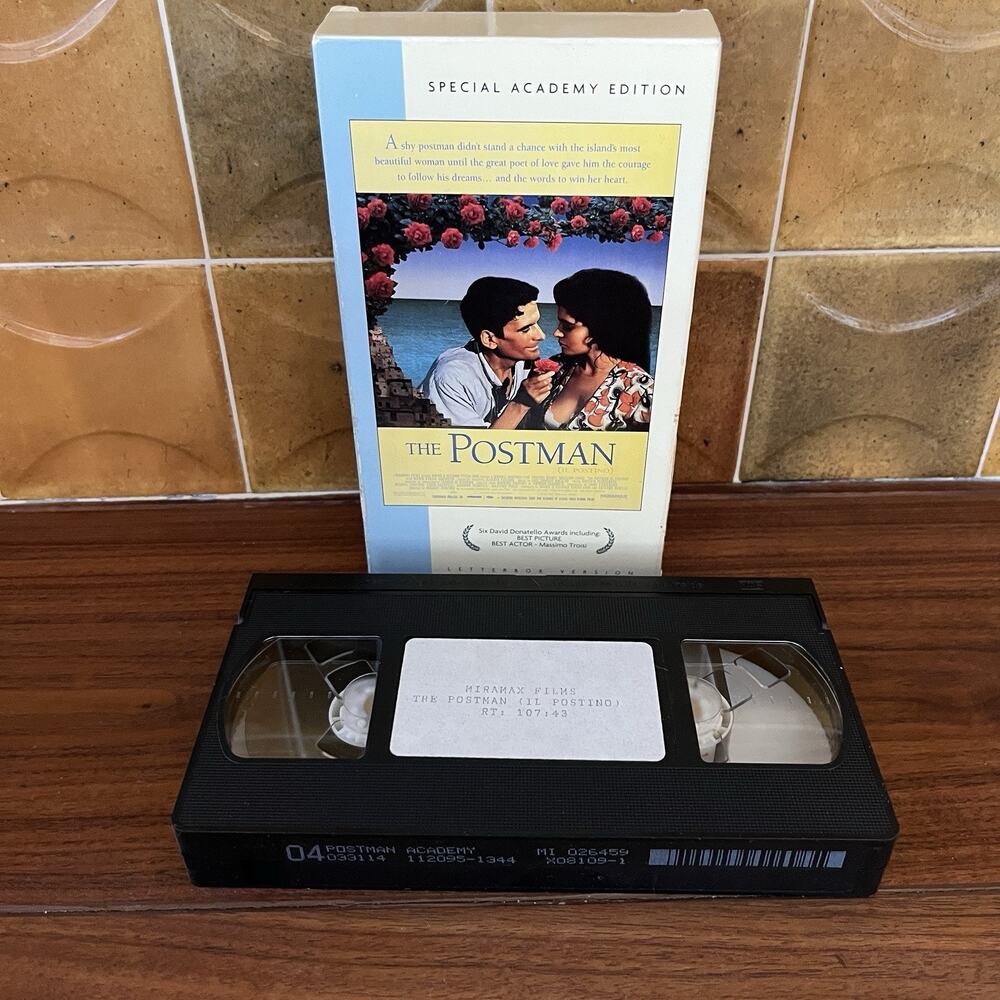 SPECIAL ACADEMY EDITION
A shy postman didn't stand a chance with the island's most
beautiful woman until the great poet of love gave him the courage
to follow his dreams... and the words to win her heart.
THE POSTMAN
(IL POSTINO)
Six David Donatello Awards including:
BEST PICTURE
BEST ACTOR - Massimo Troisi
LETTERBOX VERSION
MIRAMAX FILMS
THE POSTMAN (IL POSTINO)
RT: 107:43
04 POSTMAN ACADEMY MI 026459
033114 112095-1344 X08109-1